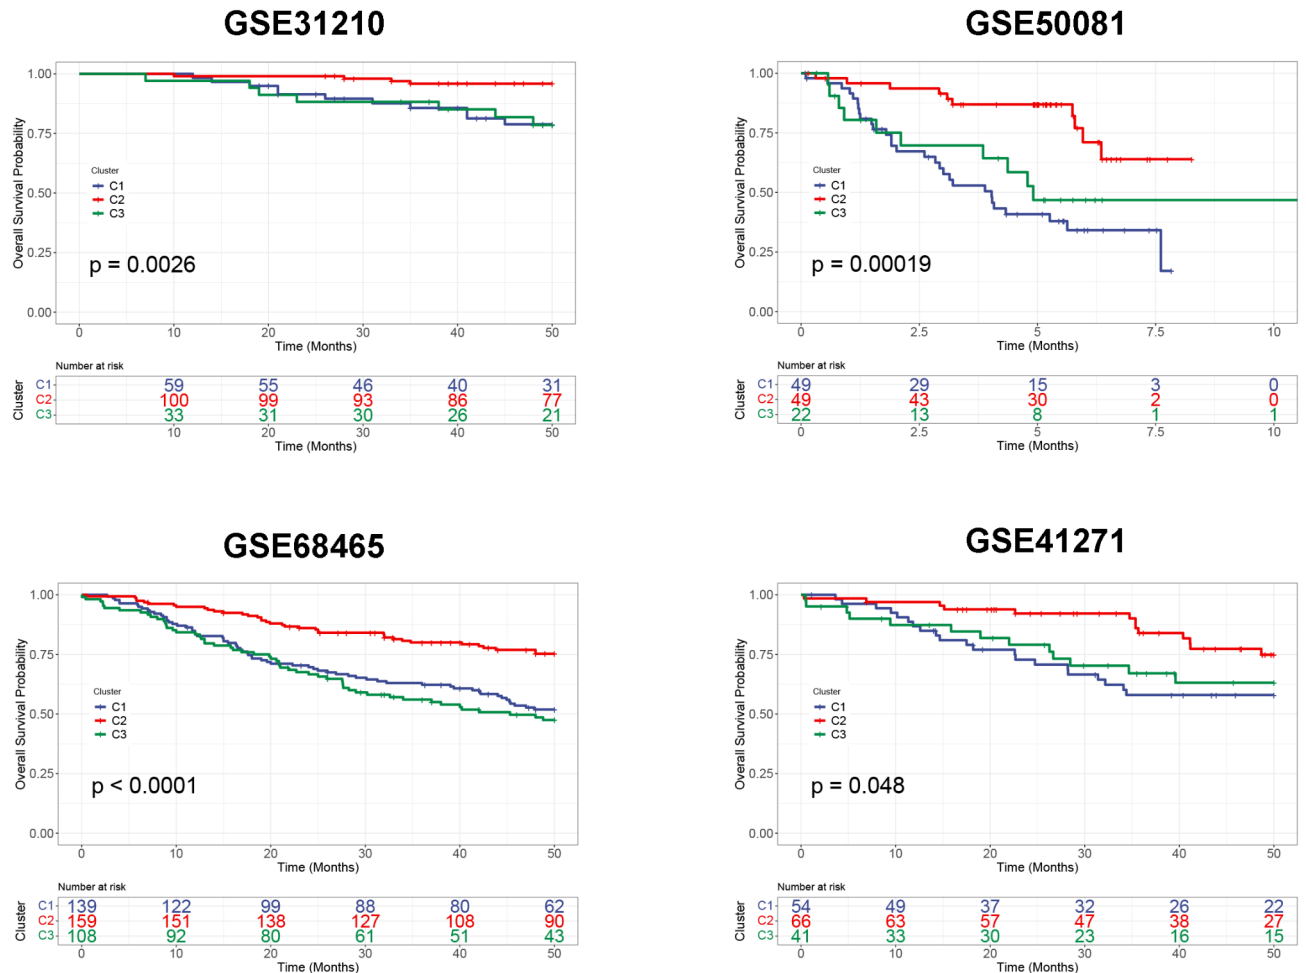 GSE31210
1.00
0.75
0.50
0.25
0.00
Overall Survival Probability
Cluster
C1
C2
C3
p = 0.0026
0 10 20 30 40 50
Time (Months)
Number at risk
Cluster
C1 59 55 46 40 31
C2 100 99 93 86 77
C3 33 31 30 26 21
10 20 30 40 50
Time (Months)
GSE50081
1.00
0.75
0.50
0.25
0.00
Overall Survival Probability
Cluster
C1
C2
C3
p = 0.00019
0 2.5 5 7.5 10
Time (Months)
Number at risk
Cluster
C1 49 29 15 3 0
C2 49 43 30 2 0
C3 22 13 8 1 1
0 2.5 5 7.5 10
Time (Months)
GSE68465
1.00
0.75
0.50
0.25
0.00
Overall Survival Probability
Cluster
C1
C2
C3
p < 0.0001
0 10 20 30 40 50
Time (Months)
Number at risk
Cluster
C1 139 122 99 88 80 62
C2 159 151 138 127 108 90
C3 108 92 80 61 51 43
0 10 20 30 40 50
Time (Months)
GSE41271
1.00
0.75
0.50
0.25
0.00
Overall Survival Probability
Cluster
C1
C2
C3
p = 0.048
0 10 20 30 40 50
Time (Months)
Number at risk
Cluster
C1 54 49 37 32 26 22
C2 66 63 57 47 38 27
C3 41 33 30 23 16 15
0 10 20 30 40 50
Time (Months)